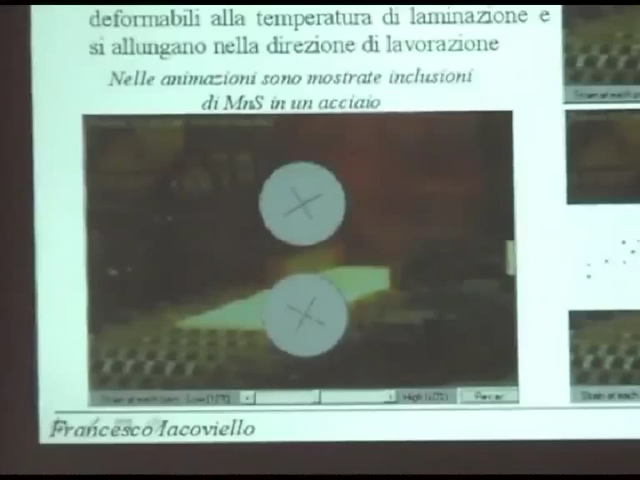 deformabili alla temperatura di laminazione e
si allungano nella direzione di lavorazione
Nelle animazioni sono mostrate inclusioni
di MnS in un acciaio
Francesco Iacoviello